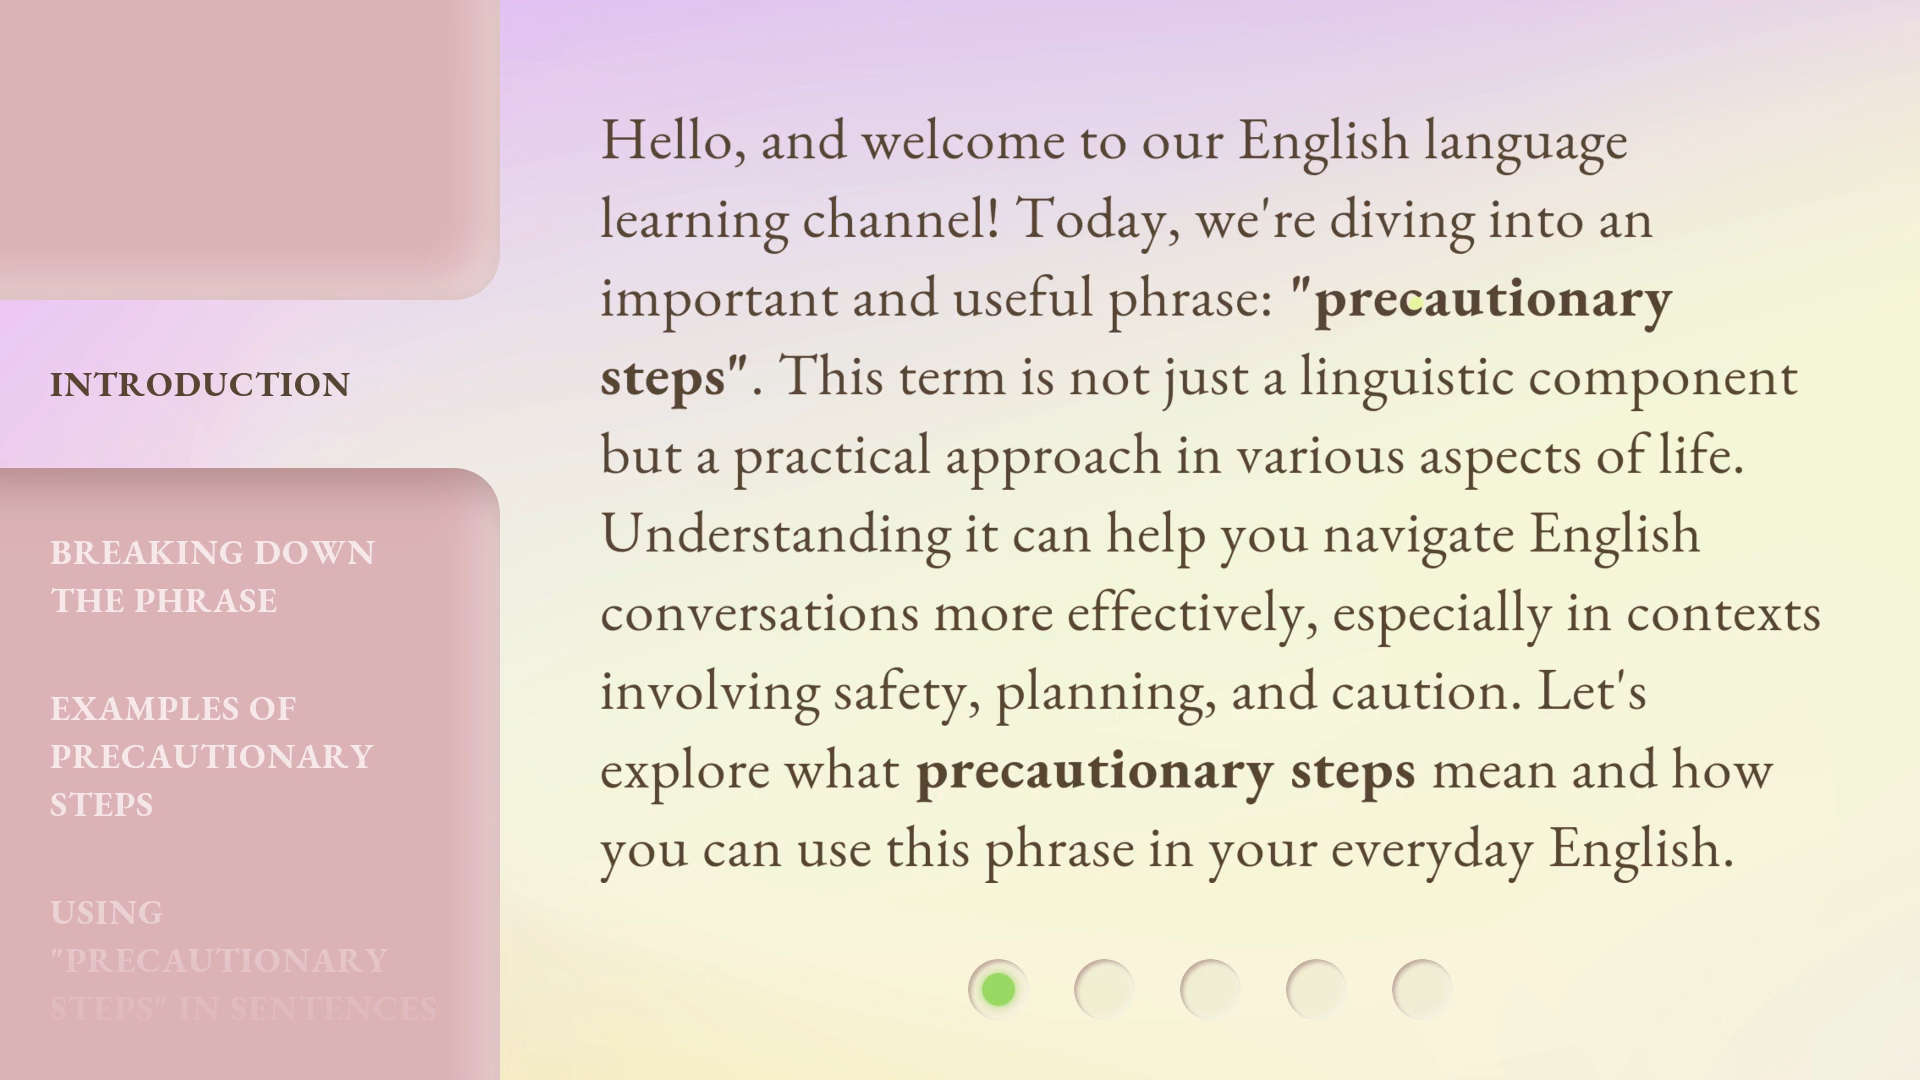 INTRODUCTION
BREAKING DOWN
THE PHRASE
EXAMPLES OF
PRECAUTIONARY
STEPS
USING
"PRECAUTIONARY
STEPS" IN SENTENCES
Hello, and welcome to our English language
learning channel! Today, we're diving into an
important and useful phrase: "precautionary
steps". This term is not just a linguistic component
but a practical approach in various aspects of life.
Understanding it can help you navigate English
conversations more effectively, especially in contexts
involving safety, planning, and caution. Let's
explore what precautionary steps mean and how
you can use this phrase in your everyday English.